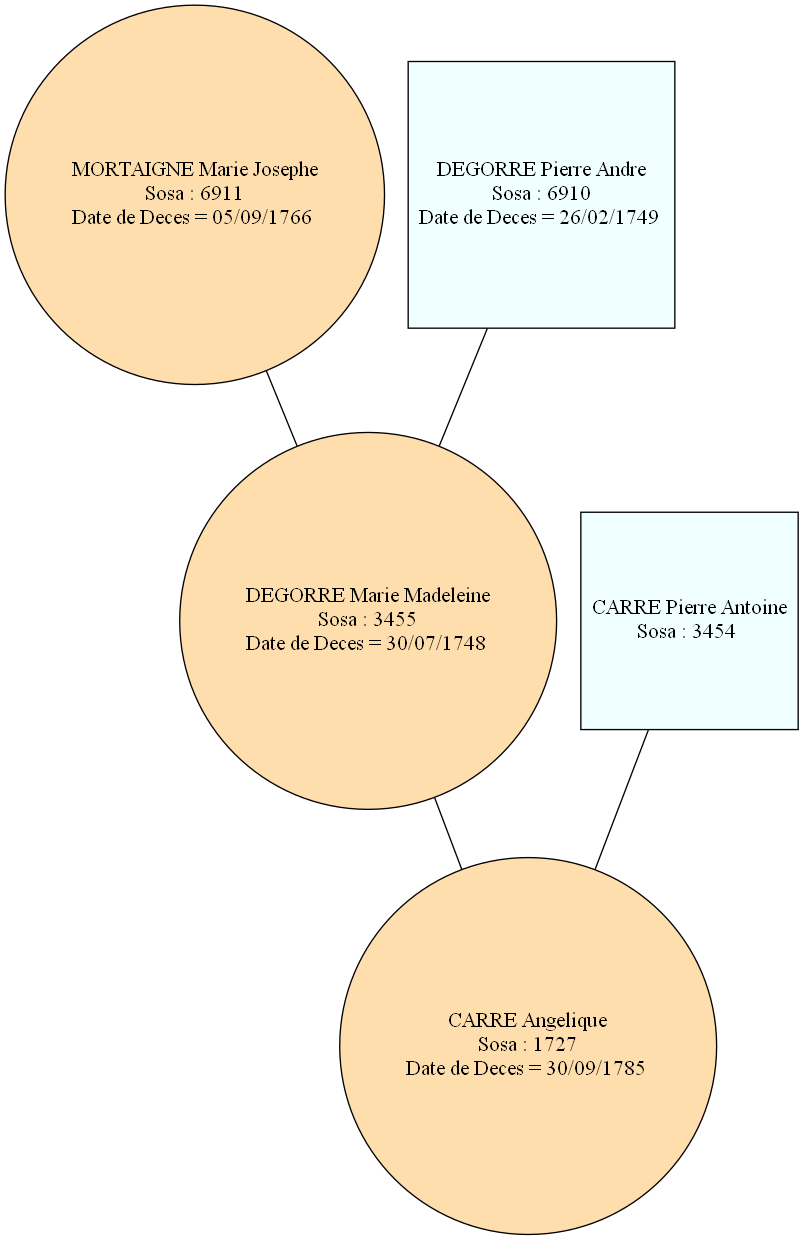 MORTAIGNE Marie Josephe
Sosa : 6911
Date de Deces = 05/09/1766
DEGORRE Pierre Andre
Sosa : 6910
Date de Deces = 26/02/1749
DEGORRE Marie Madeleine
Sosa : 3455
Date de Deces = 30/07/1748
CARRE Pierre Antoine
Sosa : 3454
CARRE Angelique
Sosa : 1727
Date de Deces = 30/09/1785